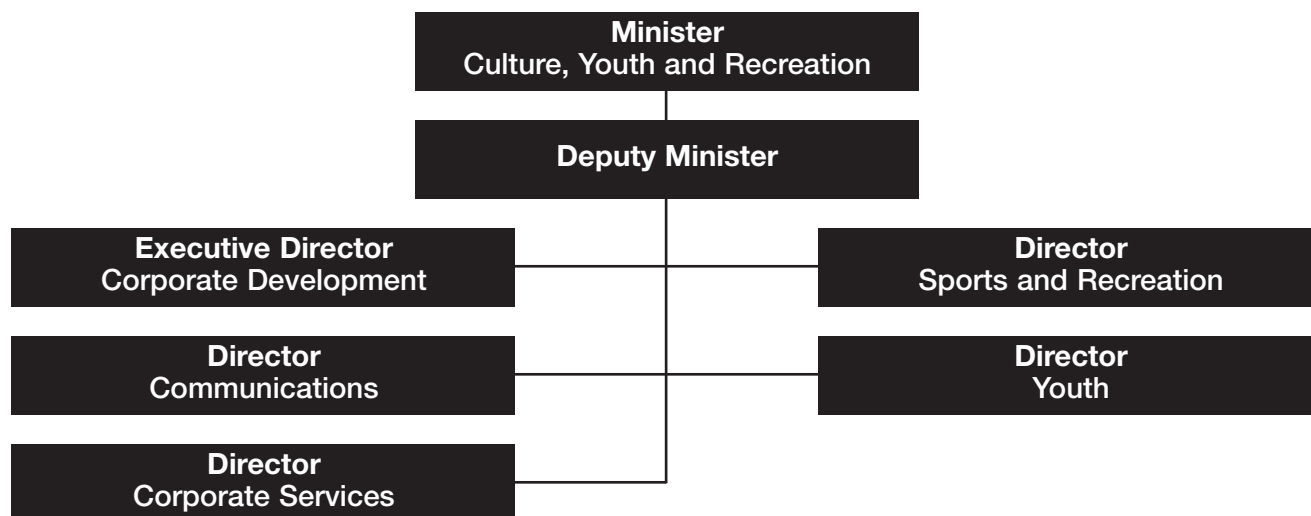 Minister
Culture, Youth and Recreation
Deputy Minister
Executive Director
Corporate Development
Director
Sports and Recreation
Director
Communications
Director
Youth
Director
Corporate Services